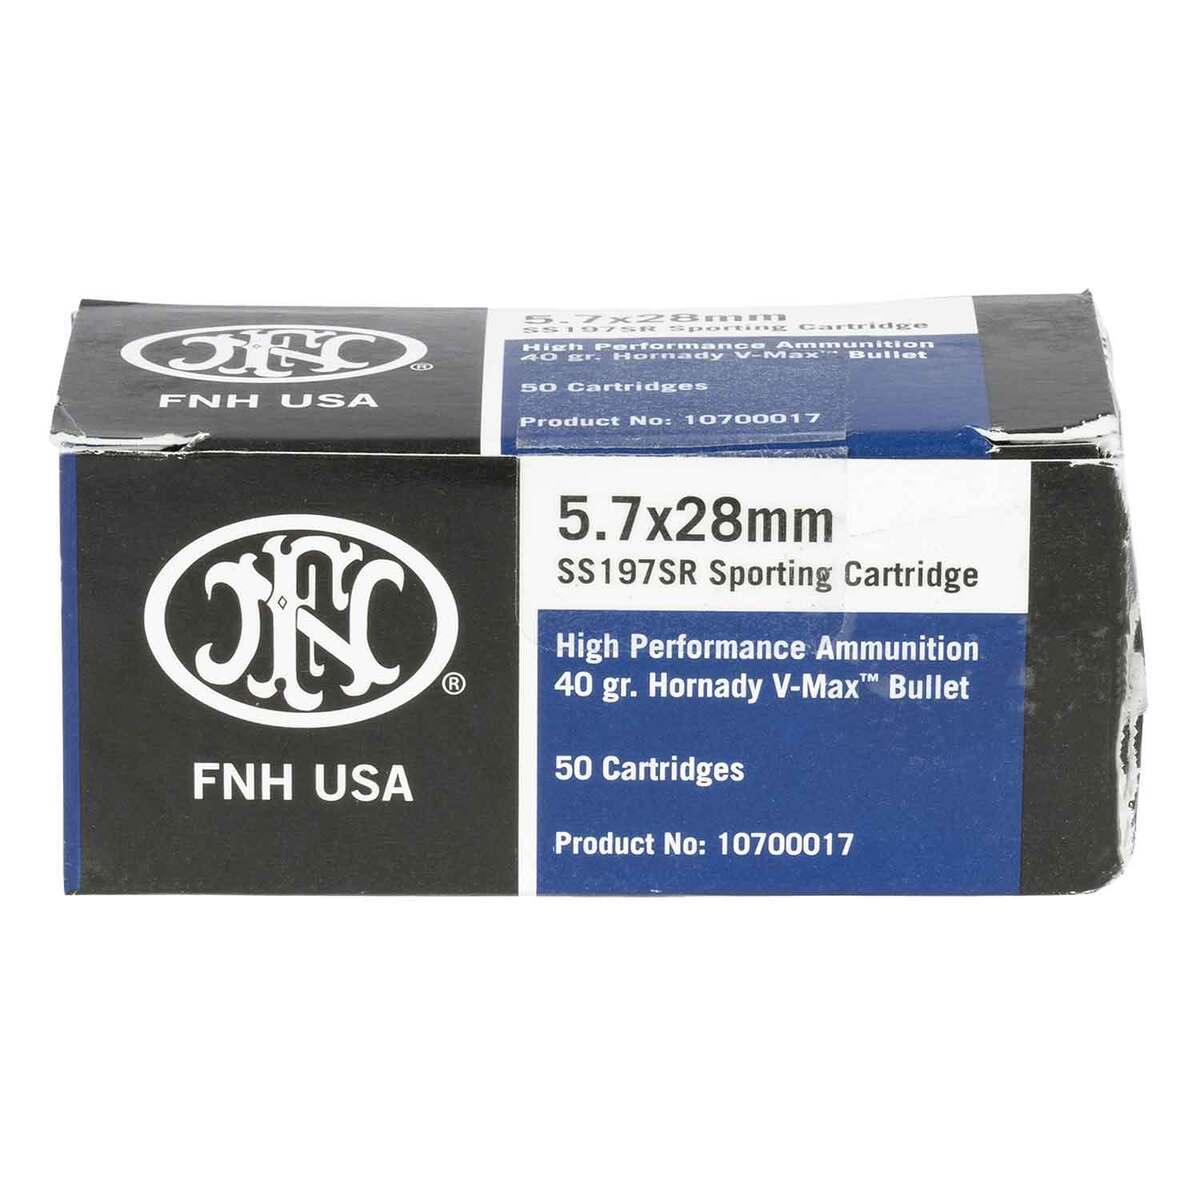 FN®
FNH USA
5.7x28mm
SS197SR Sporting Cartridge
High Performance Ammunition
40 gr. Hornady V-Max™ Bullet
50 Cartridges
Product No: 10700017
FN®
FNH USA
5.7x28mm
SS197SR Sporting Cartridge
High Performance Ammunition
40 gr. Hornady V-Max™ Bullet
50 Cartridges
Product No: 10700017